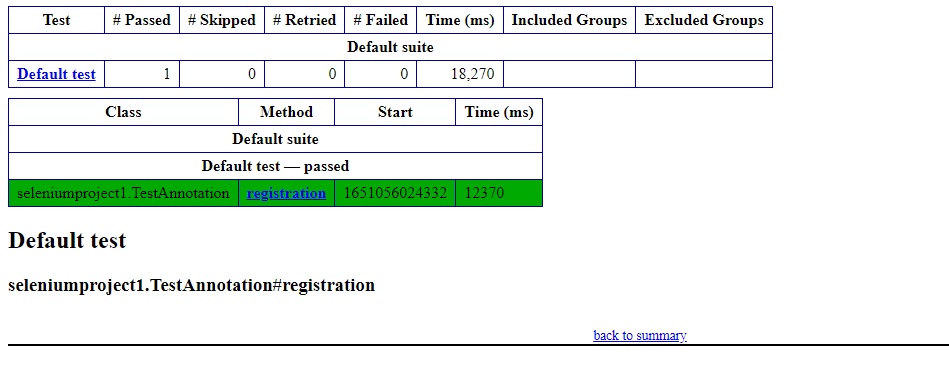 Test # Passed # Skipped # Retried # Failed Time (ms) Included Groups Excluded Groups
Default suite
Default test 1 0 0 0 18,270
Class Method Start Time (ms)
Default suite
Default test — passed
seleniumproject1.TestAnnotation registration 1651056024332 12370
Default test
seleniumproject1.TestAnnotation#registration
back to summary